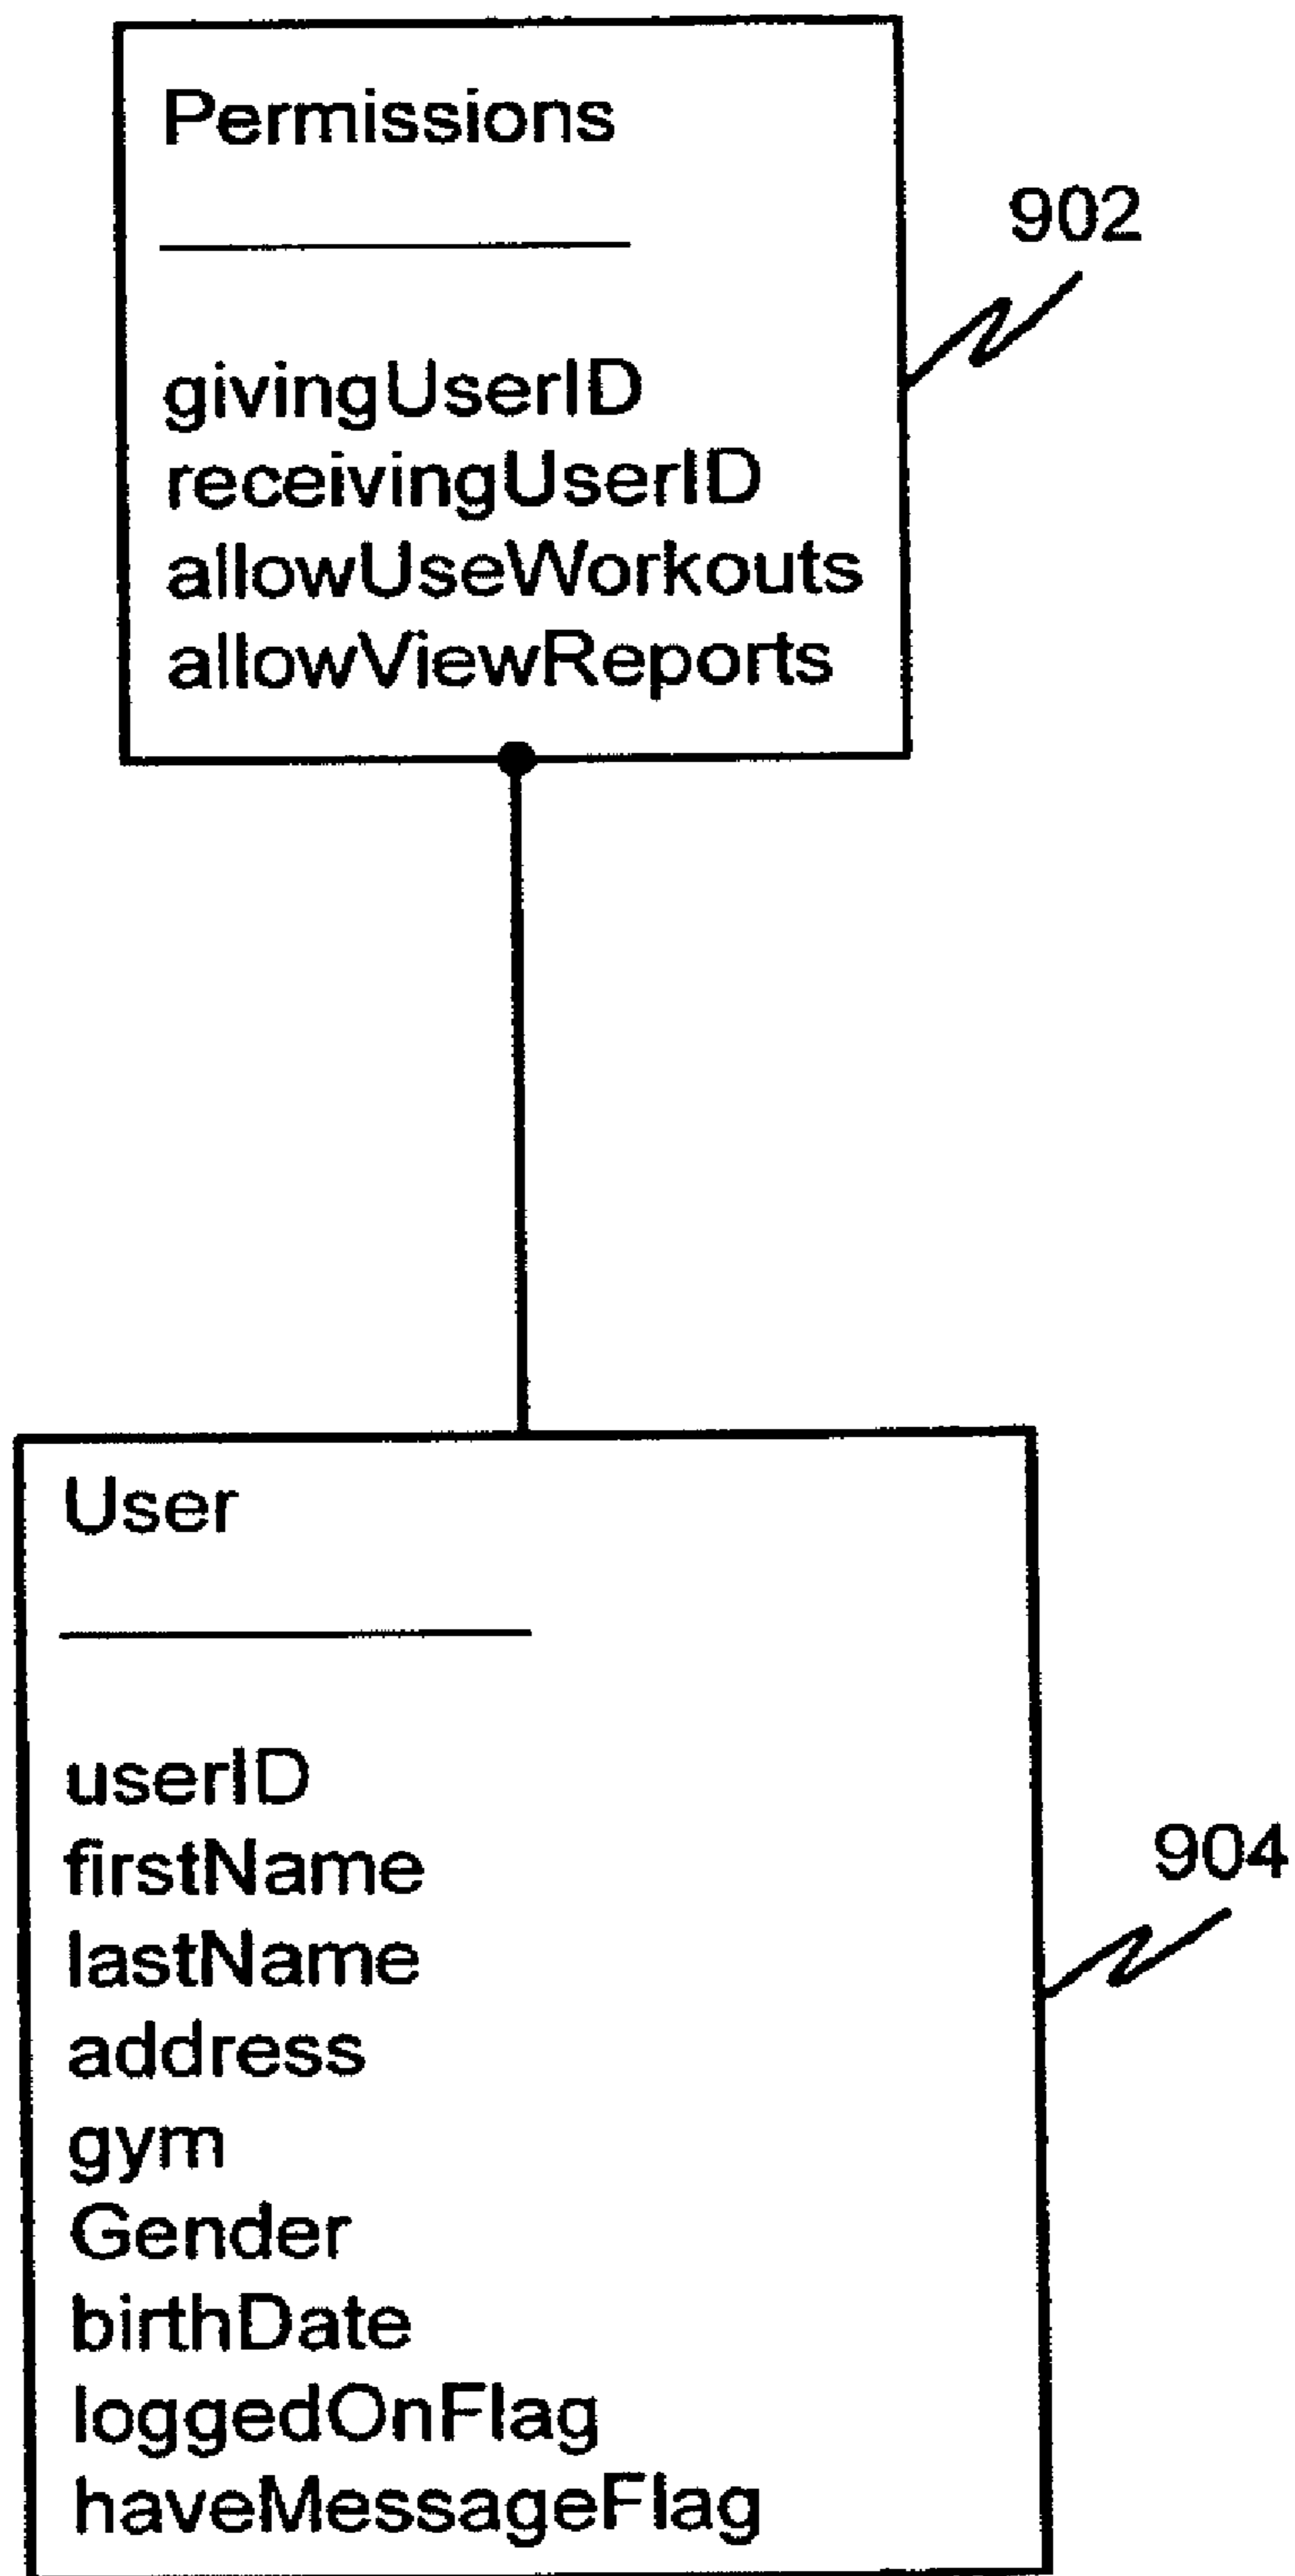 Permissions
902
givingUserID
receivingUserID
allowUseWorkouts
allowViewReports
User
userID
firstName
904
lastName
address
gym
Gender
birthDate
loggedOnFlag
haveMessageFlag